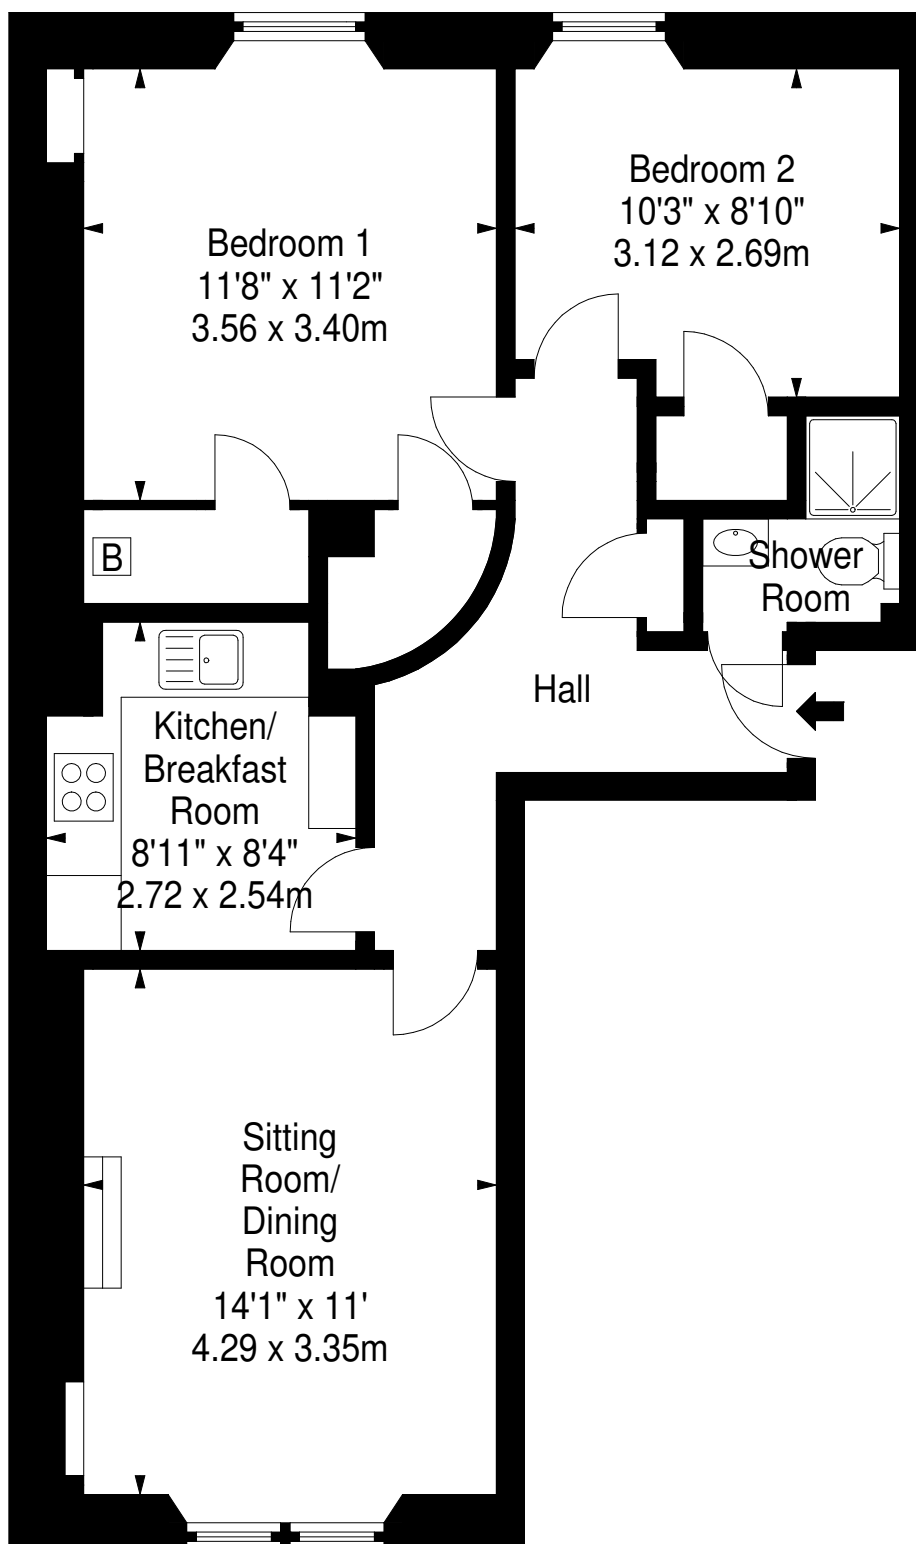 Bedroom 1
11'8" x 11'2"
3.56 x 3.40m
Bedroom 2
10'3" x 8'10"
3.12 x 2.69m
B
Shower
Room
Hall
Kitchen/
Breakfast
Room
8'11" x 8'4"
2.72 x 2.54m
Sitting
Room/
Dining
Room
14'1" x 11'
4.29 x 3.35m